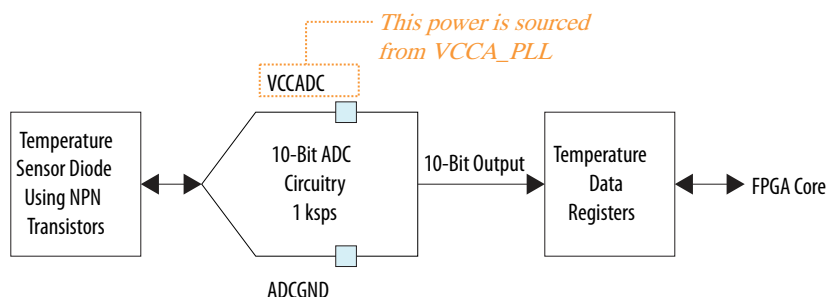 This power is sourced
from VCCA_PLL
VCCADC
Temperature
Sensor Diode
Using NPN
Transistors
10-Bit ADC
Circuitry
1 ksps
10-Bit Output
Temperature
Data
Registers
FPGA Core
ADCGND